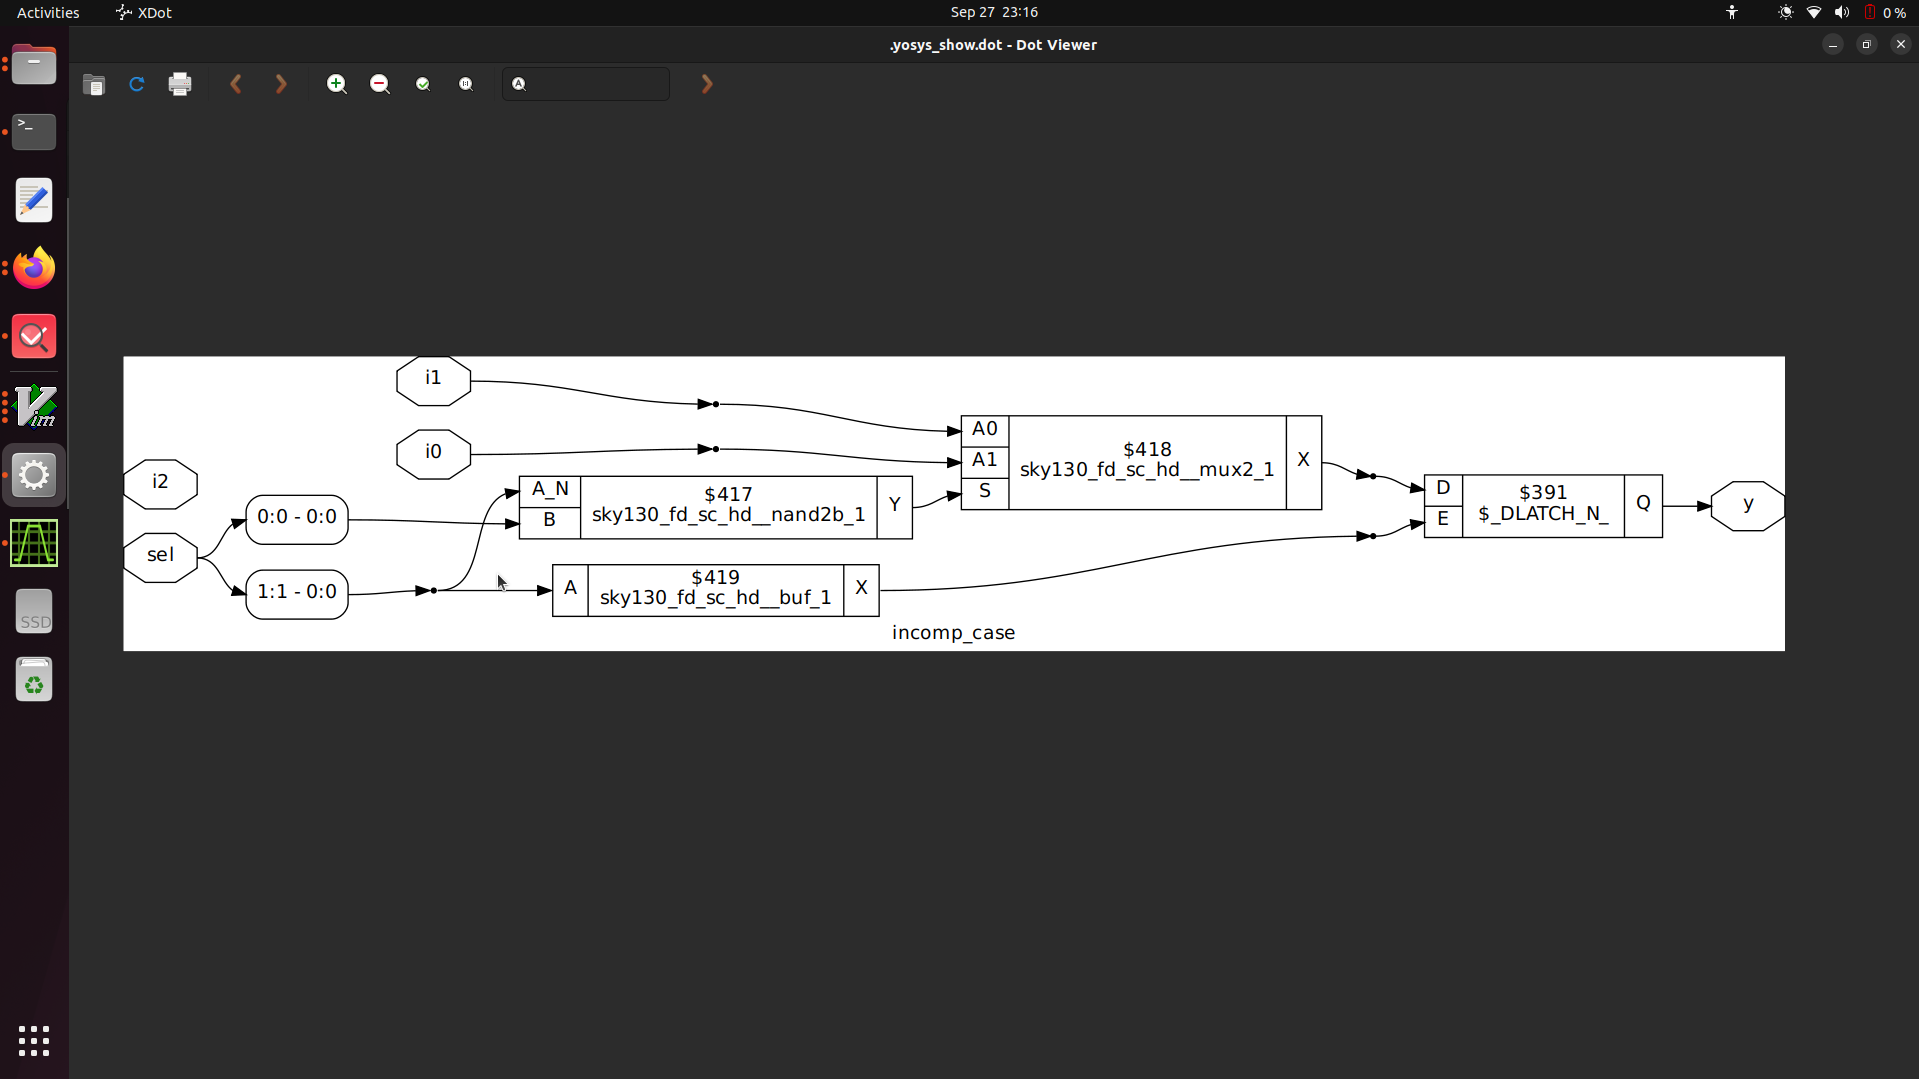 Activities
XDot
Sep 27 23:16
0 %
.yosys_show.dot - Dot Viewer
i1
i0
A0
A1
S
$418
sky130_fd_sc_hd__mux2_1
X
i2
sel
0:0 - 0:0
1:1 - 0:0
A_N
B
$417
sky130_fd_sc_hd__nand2b_1
Y
A
$419
sky130_fd_sc_hd__buf_1
X
D
E
$391
$_DLATCH_N_
Q
y
incomp_case
>_
Vim
SSD